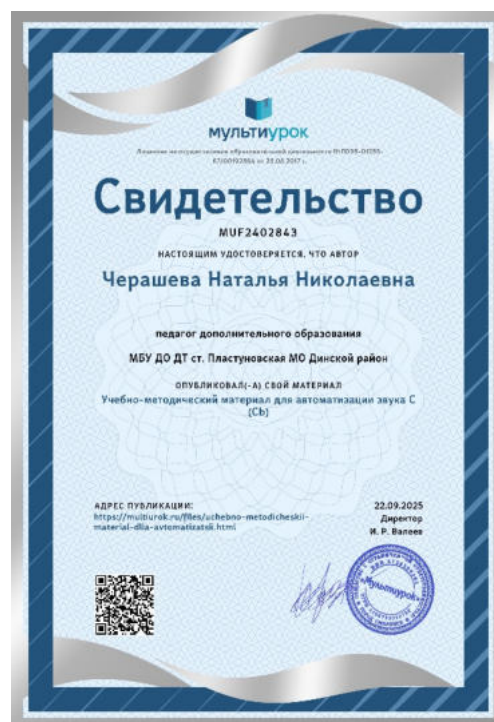 мультиурок
Свидетельство
MUF2402843
НАСТОЯЩИМ УДОСТОВЕРЯЕТСЯ, ЧТО АВТОР
Черашева Наталья Николаевна
педагог дополнительного образования
МБУ ДО ДТ ст. Пластуновская МО Динской район
ОПУБЛИКОВАЛ(-А) СВОЙ МАТЕРИАЛ
Учебно-методический материал для автоматизации звука С
(Сь)
АДРЕС ПУБЛИКАЦИИ:
https://multiurok.ru/files/uchebno-metodicheskii-
material-dlia-avtomatizatsii.html
22.09.2025
Директор
И. Р. Валеев
«Мультиурок»